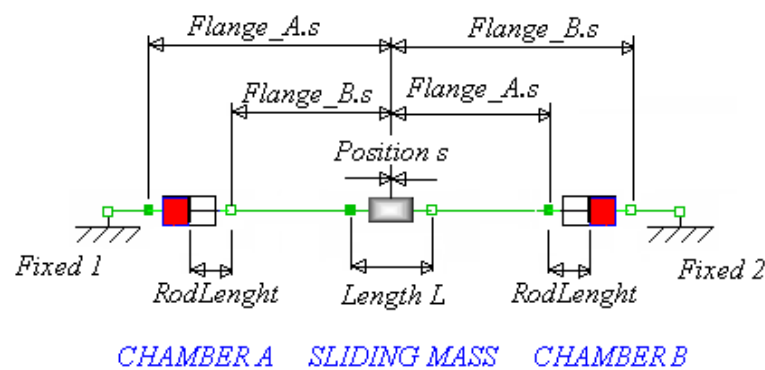 Flange_A.s Flange_B.s
Flange_B.s Flange_A.s
Position s
Fixed 1 RodLenght Length L RodLenght Fixed 2
CHAMBER A SLIDING MASS CHAMBER B